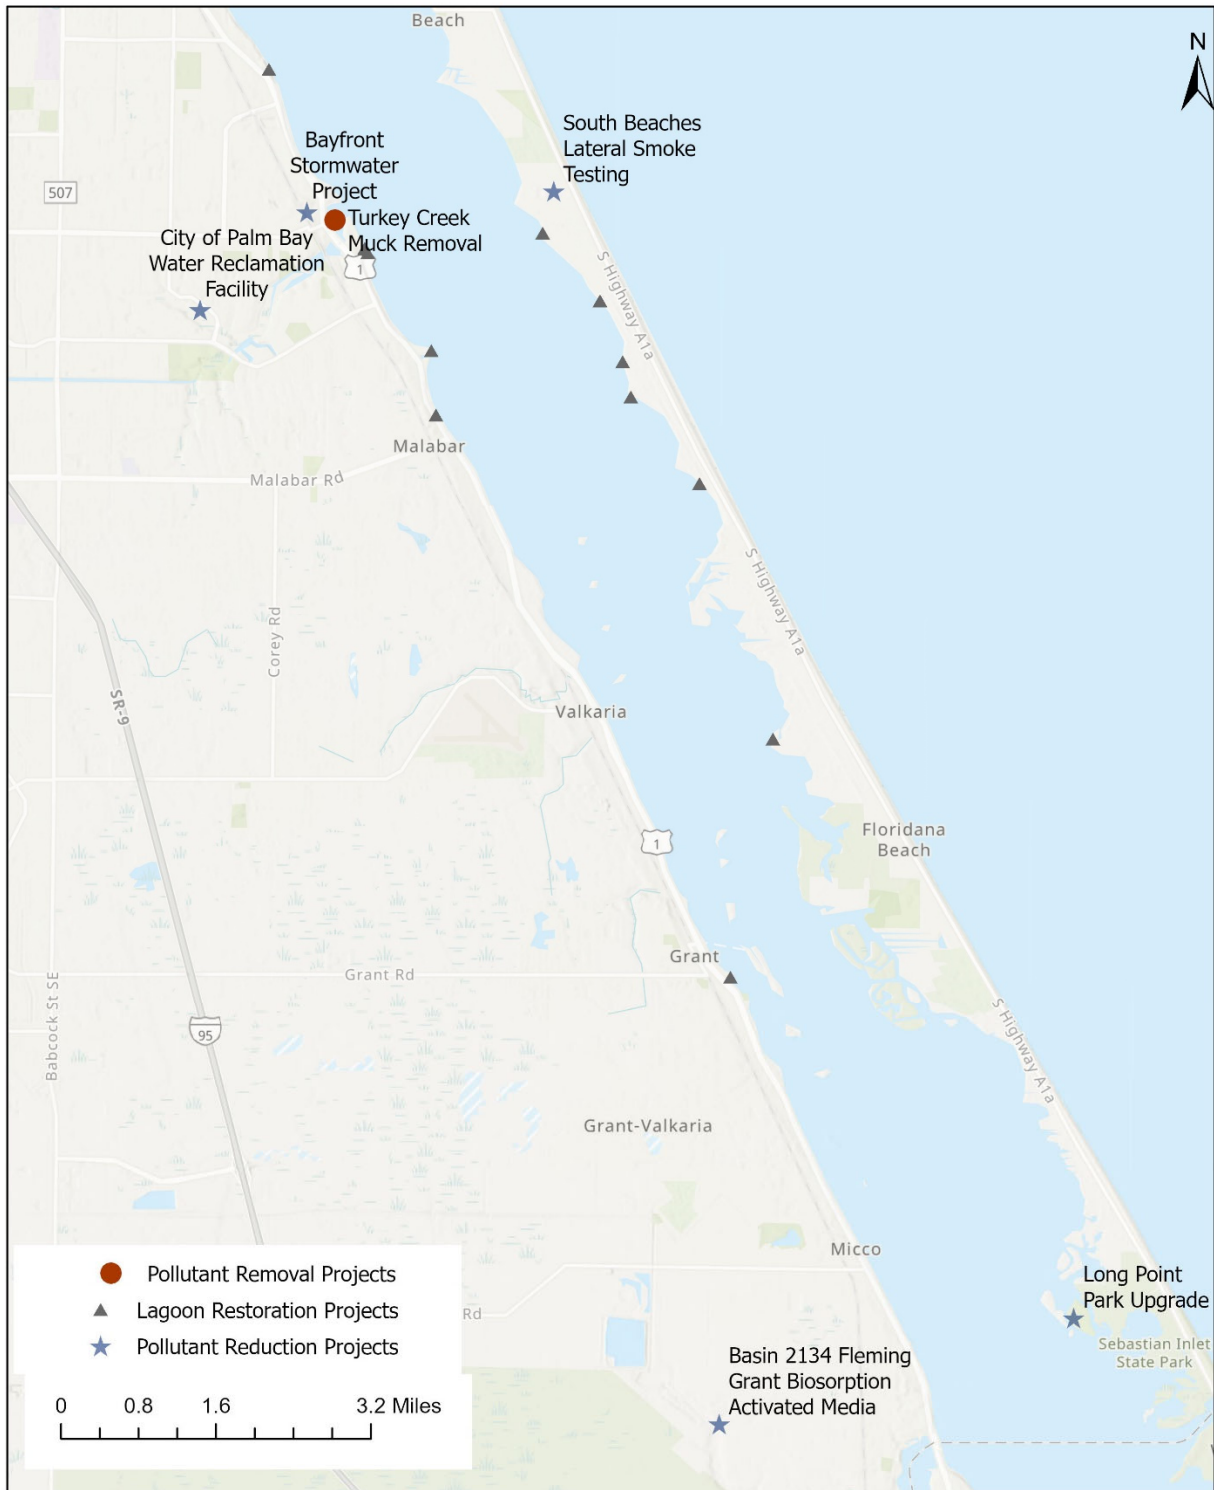 Beach
N
South Beaches
Lateral Smoke
Testing
Bayfront
Stormwater
Project
507
Turkey Creek
Muck Removal
City of Palm Bay
Water Reclamation
Facility
1
S Highway A1a
Malabar
Malabar Rd
S Highway A1a
Corey Rd
SR-9
Valkaria
1
Floridana
Beach
Grant
Grant Rd
Babcock St SE
95
S Highway A1a
Grant-Valkaria
Micco
Long Point
Park Upgrade
Sebastian Inlet
State Park
Rd
Basin 2134 Fleming
Grant Biosorption
Activated Media
Pollutant Removal Projects
Lagoon Restoration Projects
Pollutant Reduction Projects
0 0.8 1.6 3.2 Miles